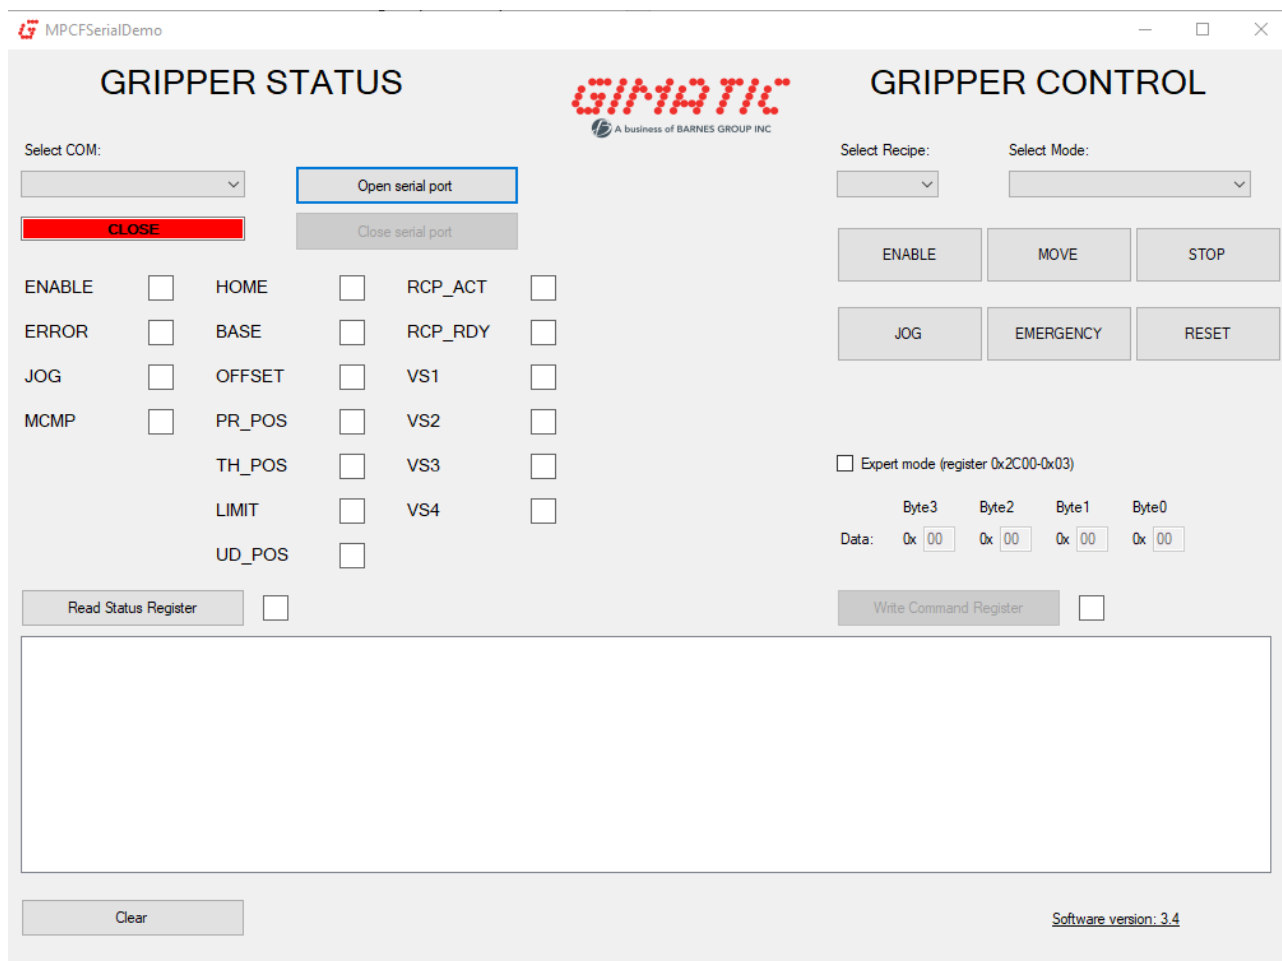 MPCFSerialDemo
GRIPPER STATUS
GIMATIC
A business of BARNES GROUP INC
GRIPPER CONTROL
Select COM:
Select Recipe:
Select Mode:
Open serial port
CLOSE
Close serial port
ENABLE
MOVE
STOP
ENABLE
HOME
RCP_ACT
ERROR
BASE
RCP_RDY
JOG
EMERGENCY
RESET
JOG
OFFSET
VS1
MCMP
PR_POS
VS2
TH_POS
VS3
Expert mode (register 0x2C00-0x03)
LIMIT
VS4
Byte3 Byte2 Byte1 Byte0
Data: 0x 00 0x 00 0x 00 0x 00
UD_POS
Read Status Register
Write Command Register
Clear
Software version: 3.4